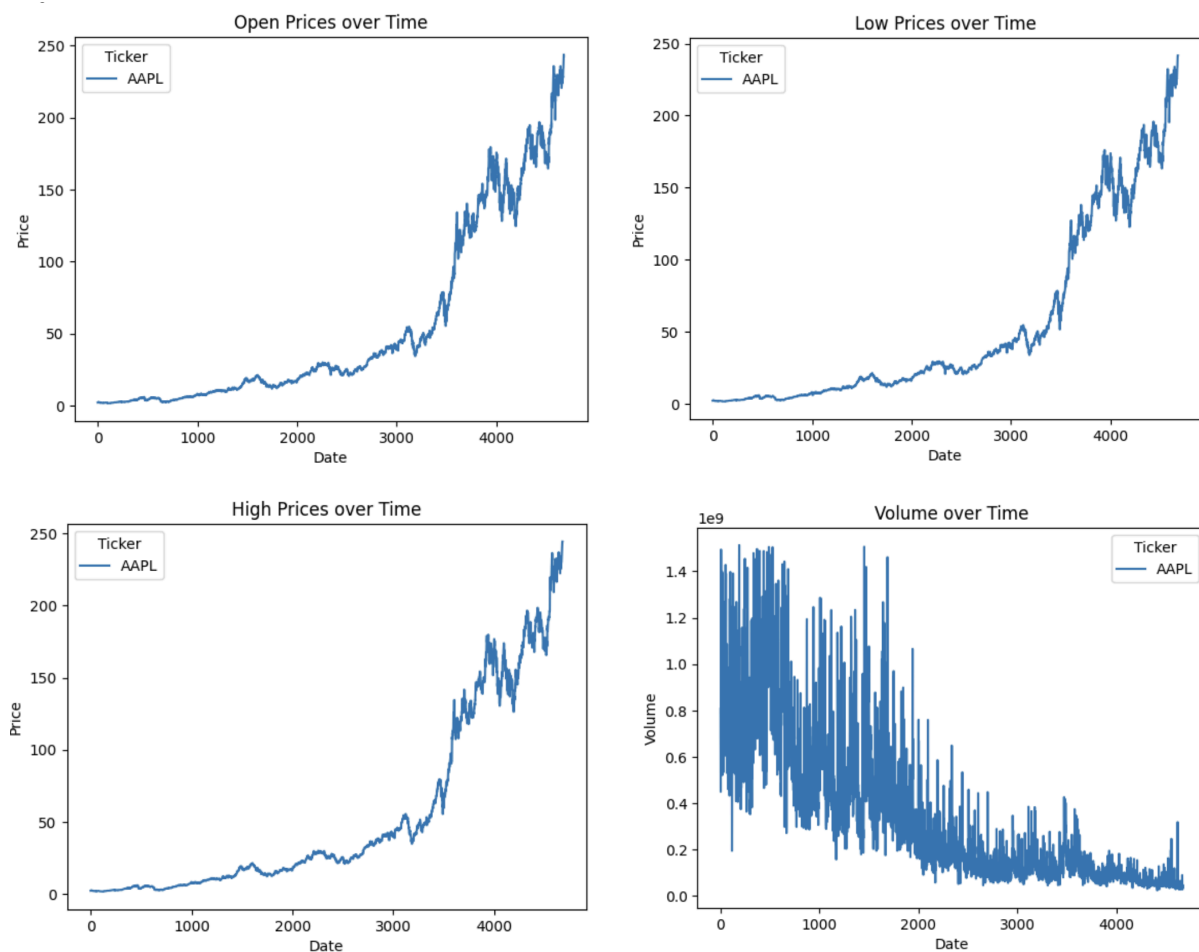 Open Prices over Time
Ticker
AAPL
250
200
150
100
50
0
Price
0 1000 2000 3000 4000
Date
Low Prices over Time
Ticker
AAPL
250
200
150
100
50
0
Price
0 1000 2000 3000 4000
Date
High Prices over Time
Ticker
AAPL
250
200
150
100
50
0
Price
0 1000 2000 3000 4000
Date
Volume over Time
1e9
Ticker
AAPL
1.4
1.2
1.0
0.8
0.6
0.4
0.2
0.0
Volume
0 1000 2000 3000 4000
Date